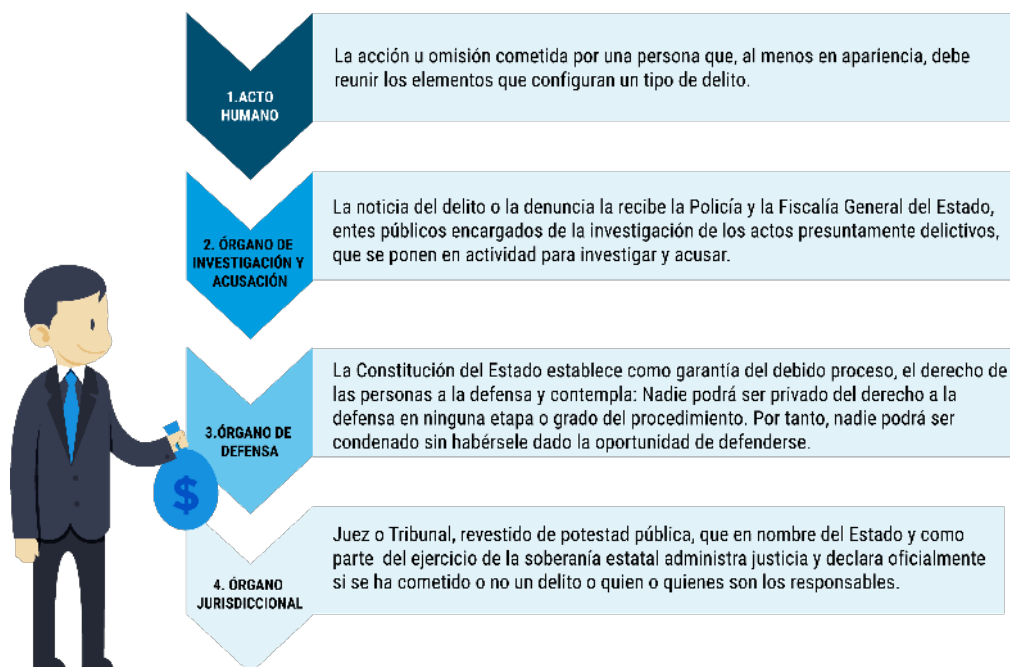 1.ACTO
HUMANO
La acción u omisión cometida por una persona que, al menos en apariencia, debe
reunir los elementos que configuran un tipo de delito.
2. ÓRGANO DE
INVESTIGACIÓN Y
ACUSACIÓN
La noticia del delito o la denuncia la recibe la Policía y la Fiscalía General del Estado,
entes públicos encargados de la investigación de los actos presuntamente delictivos,
que se ponen en actividad para investigar y acusar.
3.ÓRGANO DE
DEFENSA
La Constitución del Estado establece como garantía del debido proceso, el derecho de
las personas a la defensa y contempla: Nadie podrá ser privado del derecho a la
defensa en ninguna etapa o grado del procedimiento. Por tanto, nadie podrá ser
condenado sin habérsele dado la oportunidad de defenderse.
$
4. ÓRGANO
JURISDICCIONAL
Juez o Tribunal, revestido de potestad pública, que en nombre del Estado y como
parte del ejercicio de la soberanía estatal administra justicia y declara oficialmente
si se ha cometido o no un delito o quien o quienes son los responsables.